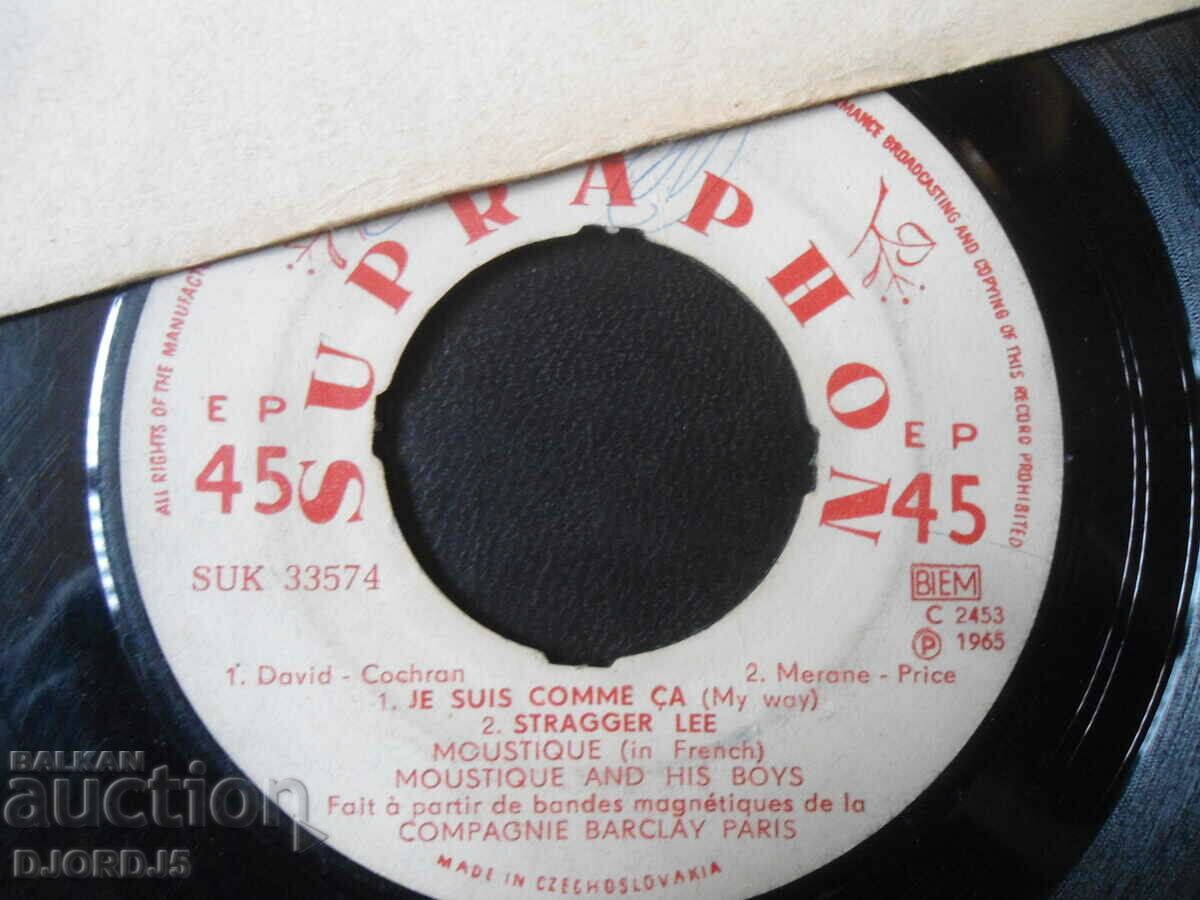 SUPRAPHON
ALL RIGHTS OF THE MANUFACT
MANCE BROADCASTING AND COPYING OF THIS RECORD PROHIBITED
EP
45
EP
45
SUK 33574
BIEM
C 2453
Ⓟ 1965
1. David - Cochran 2. Merane - Price
1. JE SUIS COMME ÇA (My way)
2. STRAGGER LEE
MOUSTIQUE (in French)
MOUSTIQUE AND HIS BOYS
Fait à partir de bandes magnétiques de la
COMPAGNIE BARCLAY PARIS
MADE IN CZECHOSLOVAKIA
BALKAN
auction
DJORDJ5